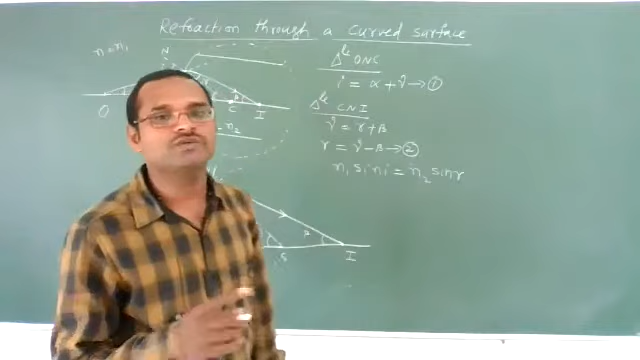 Refraction through a curved surface
n = n₁
N
O
C
I
n₂
Δˡᵉ ONC
i = α + γ → ①
Δˡᵉ CNI
γ = r + β
r = γ - β → ②
n₁ sin i = n₂ sin r
β
I